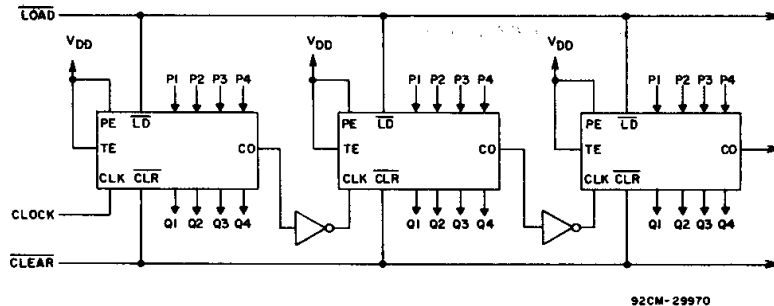 LOAD
VDD VDD VDD
P1 P2 P3 P4 P1 P2 P3 P4 P1 P2 P3 P4
PE LD PE LD PE LD
TE CO TE CO TE CO
CLK CLR CLK CLR CLK CLR
CLOCK Q1 Q2 Q3 Q4 Q1 Q2 Q3 Q4 Q1 Q2 Q3 Q4
CLEAR
92CM-29970